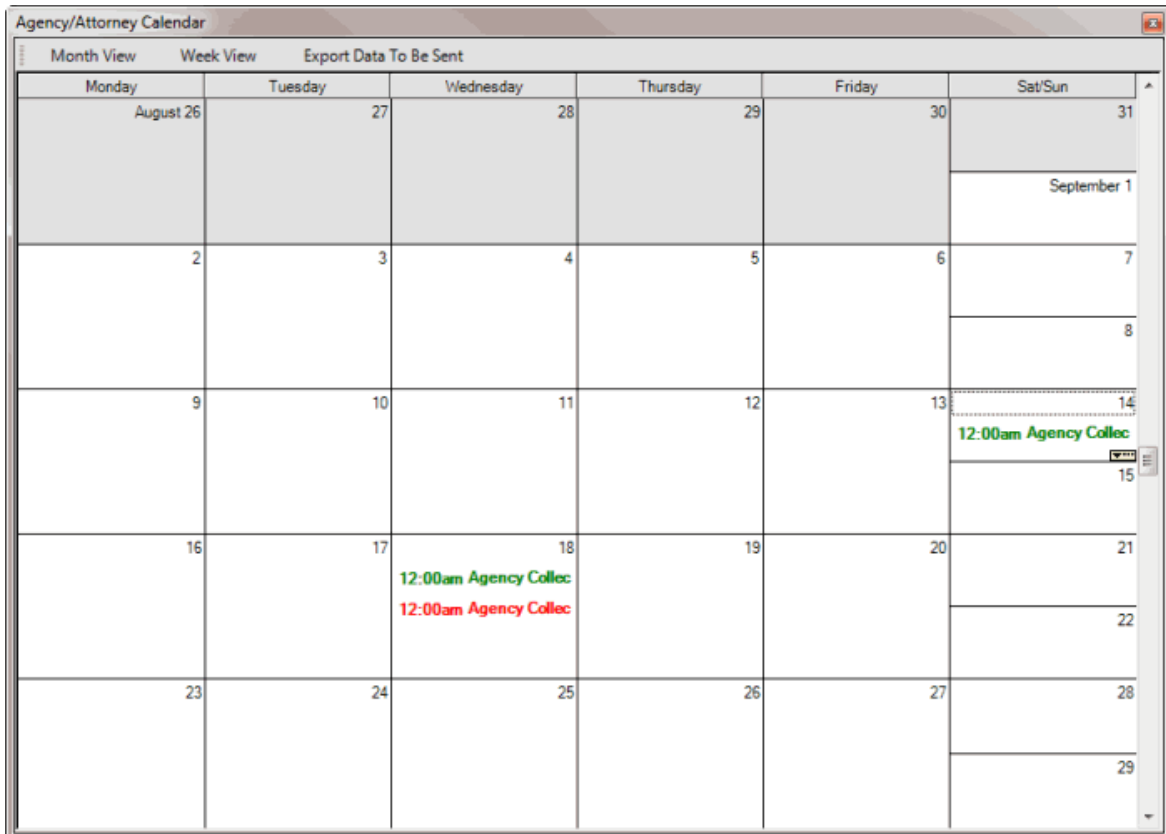 Agency/Attorney Calendar
Month View Week View Export Data To Be Sent
Monday Tuesday Wednesday Thursday Friday Sat/Sun
August 26 27 28 29 30 31
September 1
2 3 4 5 6 7
8
9 10 11 12 13 14
12:00am Agency Collec
15
16 17 18 19 20 21
12:00am Agency Collec
12:00am Agency Collec
22
23 24 25 26 27 28
29